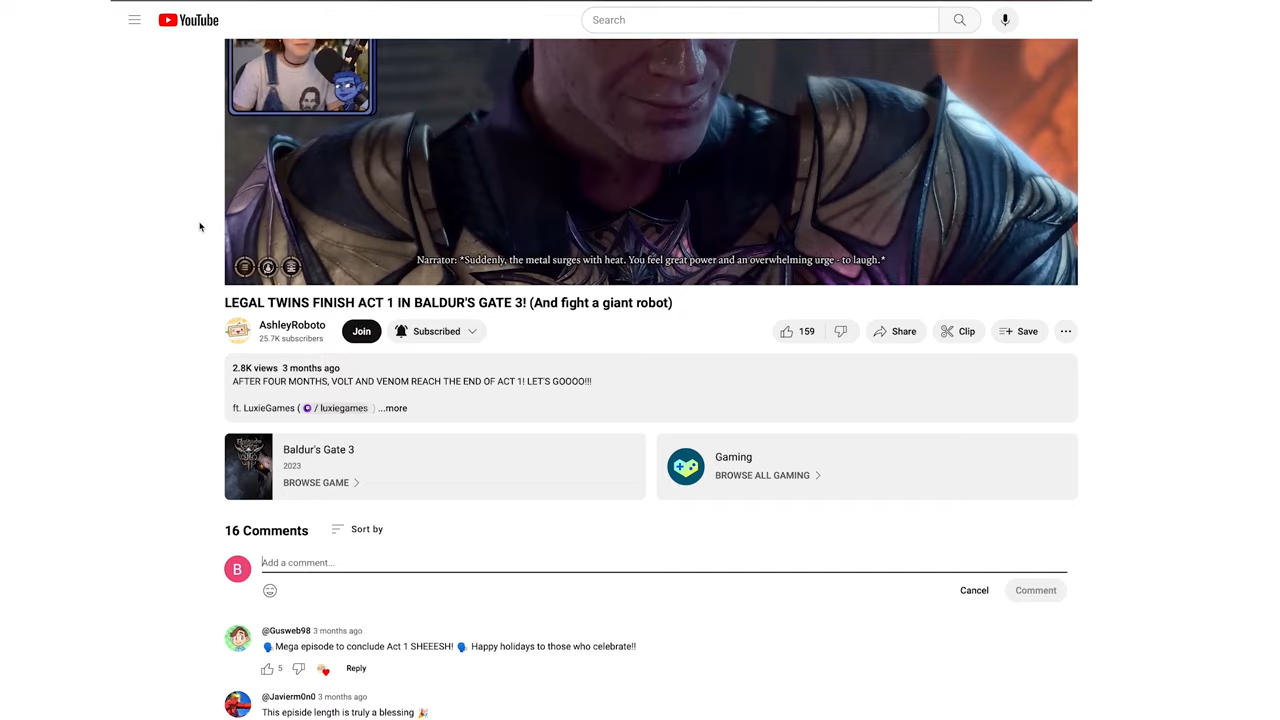 YouTube
Search
Narrator: *Suddenly, the metal surges with heat. You feel great power and an overwhelming urge - to laugh.*
LEGAL TWINS FINISH ACT 1 IN BALDUR'S GATE 3! (And fight a giant robot)
AshleyRoboto
25.7K subscribers
Join
Subscribed
159
Share
Clip
Save
2.8K views 3 months ago
AFTER FOUR MONTHS, VOLT AND VENOM REACH THE END OF ACT 1! LET'S GOOOO!!!
ft. LuxieGames ( / luxiegames ) ...more
Baldur's Gate 3
2023
BROWSE GAME
Gaming
BROWSE ALL GAMING
16 Comments
Sort by
B
Add a comment...
Cancel
Comment
@Gusweb98 3 months ago
🗣️Mega episode to conclude Act 1 SHEEESH! 🗣️ Happy holidays to those who celebrate!!
5
Reply
@Javierm0n0 3 months ago
This episide length is truly a blessing 🎉